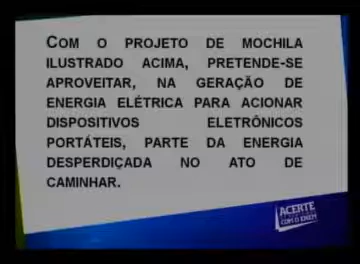 COM O PROJETO DE MOCHILA
ILUSTRADO ACIMA, PRETENDE-SE
APROVEITAR, NA GERAÇÃO DE
ENERGIA ELÉTRICA PARA ACIONAR
DISPOSITIVOS ELETRÔNICOS
PORTÁTEIS, PARTE DA ENERGIA
DESPERDIÇADA NO ATO DE
CAMINHAR.
ACERTE
COM O ENEM